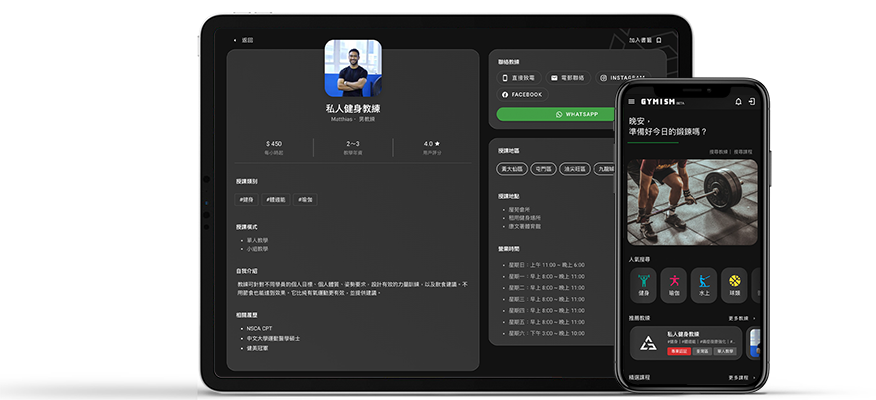 返回
加入書籤
私人健身教練
Matthias · 男教練
$ 450
每小時起
2～3
教練年資
4.0 ★
用戶評分
授課類別
#健身
#體適能
#瑜伽
授課模式
單人教學
小組教學
自我介紹
教練可針對不同學員的個人目標、個人體質、姿勢要求，設計有效的力量訓練，以及飲食建議。不
用節食也能達到效果，它比純有氧運動更有效，並提供建議。
相關履歷
NSCA CPT
中文大學運動醫學碩士
健美冠軍
聯絡教練
直接致電
電郵聯絡
INSTAGRAM
FACEBOOK
WHATSAPP
授課地區
黃大仙區
屯門區
油尖旺區
九龍城
授課地點
屋苑會所
租用健身場所
康文署體育館
營業時間
星期日：上午 11:00 ~ 晚上 6:00
星期一：早上 8:00 ~ 晚上 11:00
星期二：早上 8:00 ~ 晚上 11:00
星期三：早上 8:00 ~ 晚上 11:00
星期四：早上 8:00 ~ 晚上 11:00
星期五：早上 8:00 ~ 晚上 11:00
星期六：下午 3:00 ~ 晚上 10:00
GYMISM BETA
晚安，
準備好今日的鍛鍊嗎？
搜尋教練 | 搜尋課程
人氣搜尋
健身
瑜伽
水上
球類
推薦教練
更多教練
私人健身教練
#健身 | #體適能
專業認証
荃灣區
單人教學
精選課程
更多課程